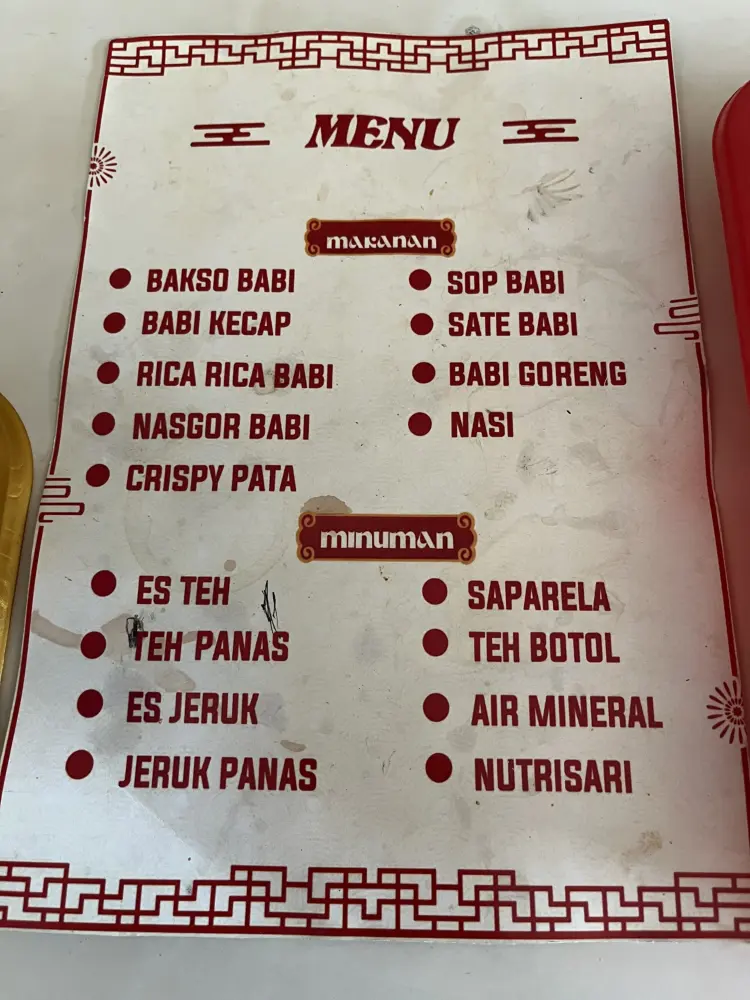 MENU
makanan
BAKSO BABI
BABI KECAP
RICA RICA BABI
NASGOR BABI
CRISPY PATA
SOP BABI
SATE BABI
BABI GORENG
NASI
minuman
ES TEH
TEH PANAS
ES JERUK
JERUK PANAS
SAPARELA
TEH BOTOL
AIR MINERAL
NUTRISARI